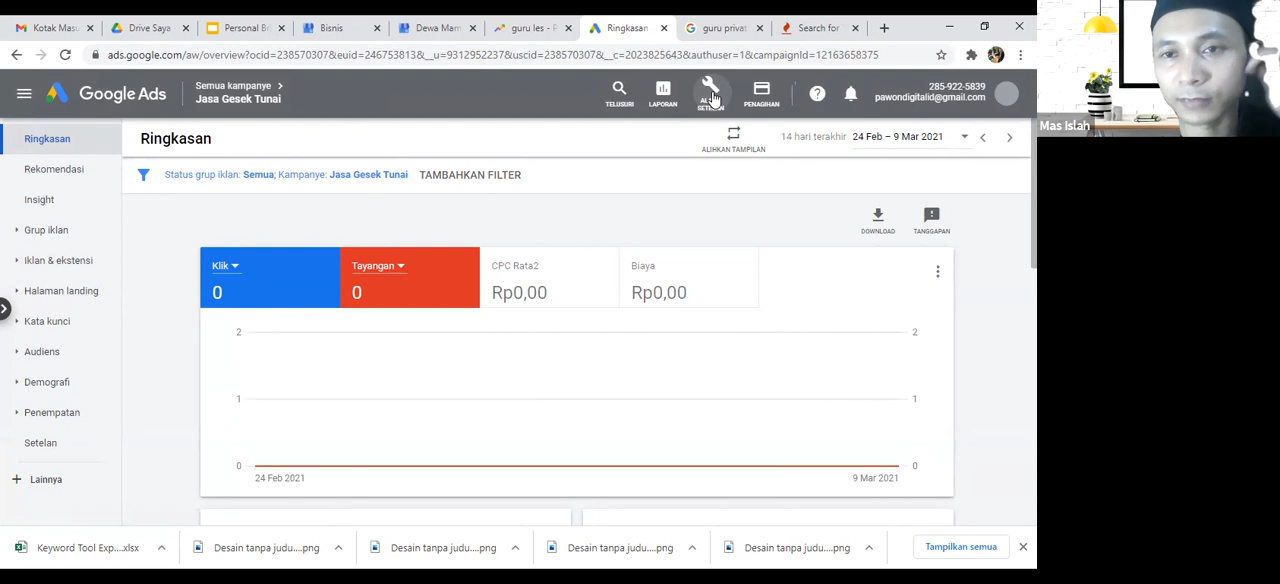 Kotak Masu
Drive Saya
Personal B
Bisnis
Dewa Mam
guru les - P
Ringkasan
guru privat
Search for
ads.google.com/aw/overview?ocid=238570307&euid=246753813&__u=9312952237&uscid=238570307&__c=2023825643&authuser=1&campaignId=12163658375
Google Ads
Semua kampanye
Jasa Gesek Tunai
TELUSURI
LAPORAN
PENAGIHAN
285-922-5839
pawondigitalid@gmail.com
Mas Islah
Ringkasan
Rekomendasi
Insight
Grup iklan
Iklan & ekstensi
Halaman landing
Kata kunci
Audiens
Demografi
Penempatan
Setelan
Lainnya
Ringkasan
ALIHKAN TAMPILAN
14 hari terakhir
24 Feb – 9 Mar 2021
Status grup iklan: Semua; Kampanye: Jasa Gesek Tunai
TAMBAHKAN FILTER
DOWNLOAD
TANGGAPAN
Klik
0
Tayangan
0
CPC Rata2
Rp0,00
Biaya
Rp0,00
2 2
1 1
0 0
24 Feb 2021
9 Mar 2021
Keyword Tool Exp....xlsx
Desain tanpa judu....png
Desain tanpa judu....png
Desain tanpa judu....png
Desain tanpa judu....png
Tampilkan semua